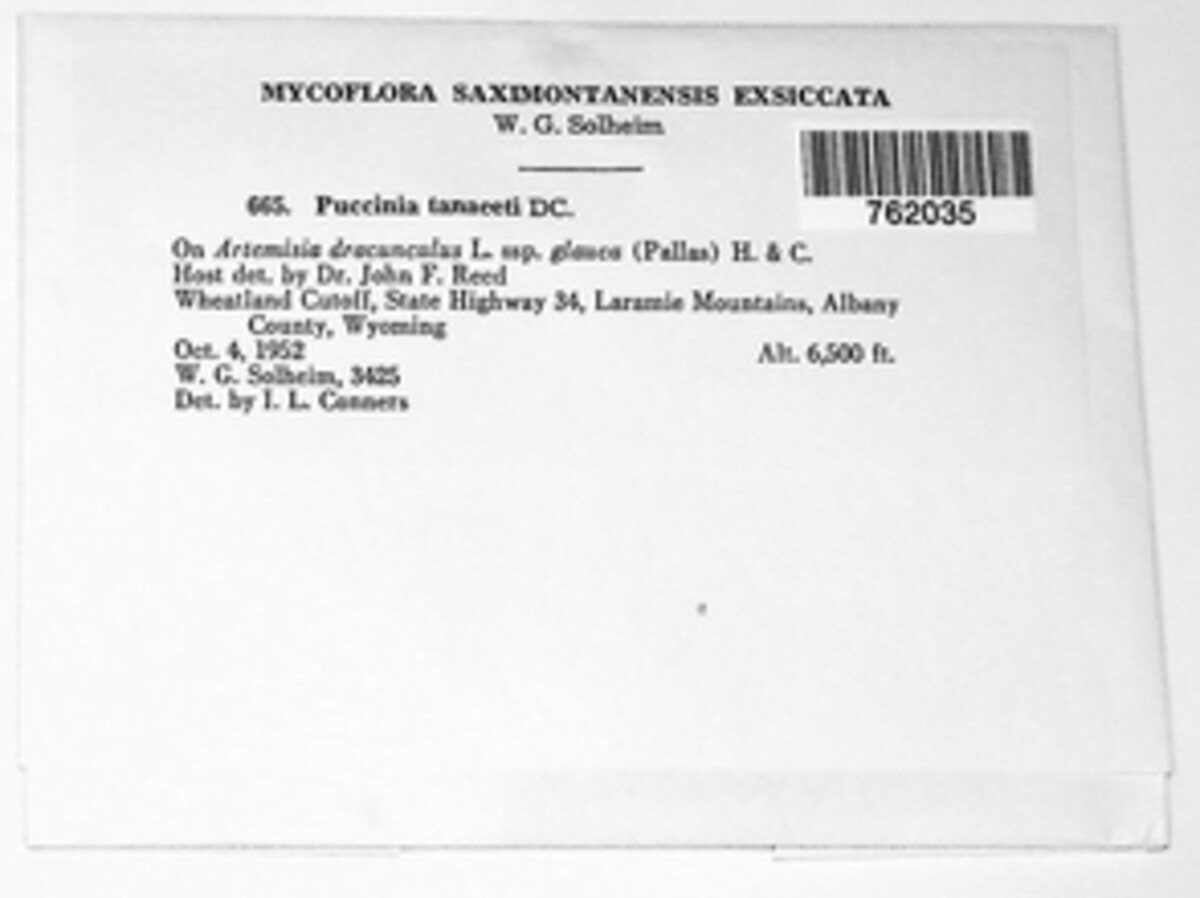 MYCOFLORA SAXIMONTANENSIS EXSICCATA
W. G. Solheim
762035
665. Puccinia tanaceti DC.
On Artemisia dracunculus L. ssp. glauca (Pallas) H. & C.
Host det. by Dr. John F. Reed
Wheatland Cutoff, State Highway 34, Laramie Mountains, Albany
County, Wyoming
Oct. 4, 1952 Alt. 6,500 ft.
W. G. Solheim, 3425
Det. by I. L. Conners